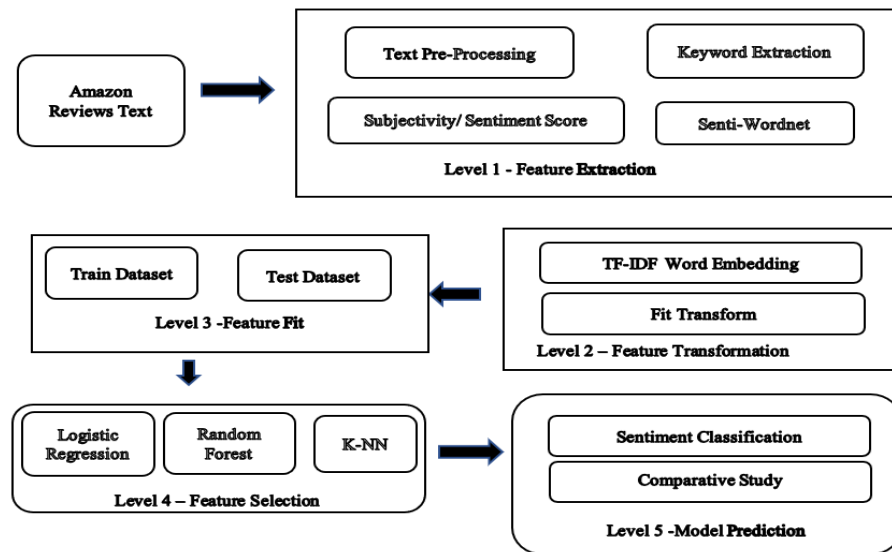 Amazon
Reviews Text
Text Pre-Processing
Keyword Extraction
Subjectivity/ Sentiment Score
Senti-Wordnet
Level 1 - Feature Extraction
TF-IDF Word Embedding
Fit Transform
Level 2 – Feature Transformation
Train Dataset
Test Dataset
Level 3 -Feature Fit
Logistic
Regression
Random
Forest
K-NN
Level 4 – Feature Selection
Sentiment Classification
Comparative Study
Level 5 -Model Prediction